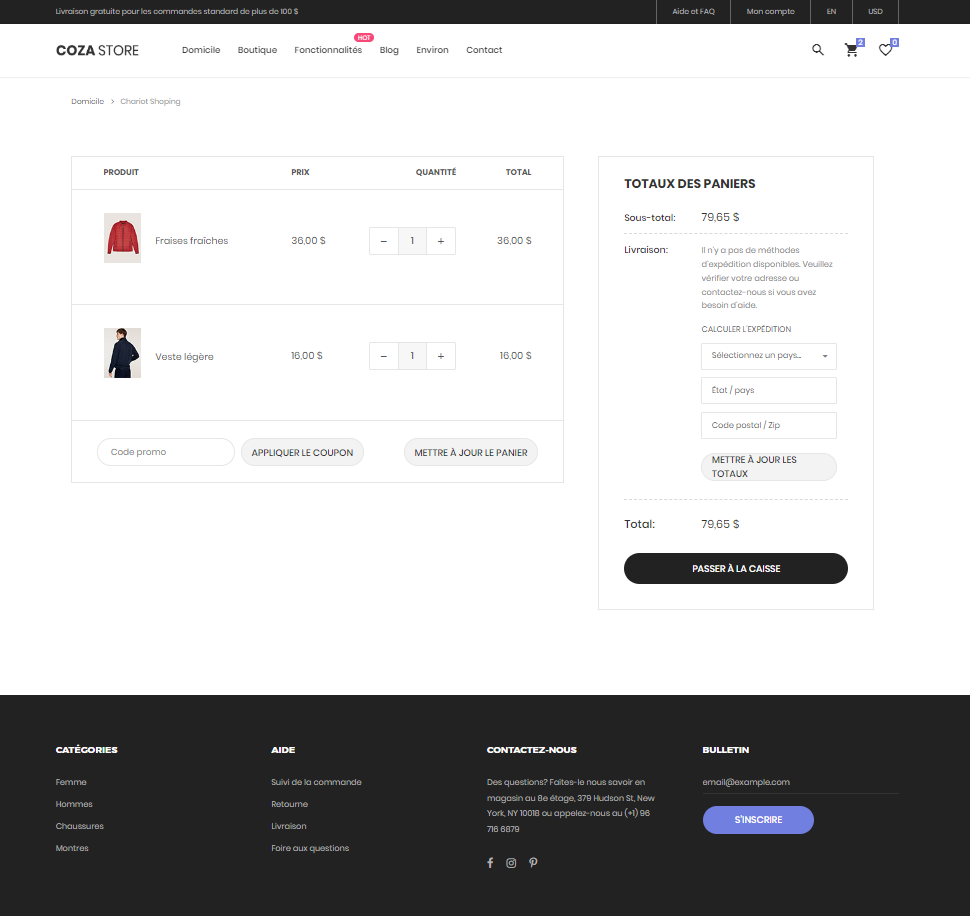 Livraison gratuite pour les commandes standard de plus de 100 $
Aide et FAQ
Mon compte
EN
USD
COZA STORE
Domicile
Boutique
Fonctionnalités
HOT
Blog
Environ
Contact
2
0
Domicile > Chariot Shoping
PRODUIT
PRIX
QUANTITÉ
TOTAL
Fraises fraîches
36,00 $
− 1 +
36,00 $
Veste légère
16,00 $
− 1 +
16,00 $
Code promo
APPLIQUER LE COUPON
METTRE À JOUR LE PANIER
TOTAUX DES PANIERS
Sous-total:
79,65 $
Livraison:
Il n'y a pas de méthodes
d'expédition disponibles. Veuillez
vérifier votre adresse ou
contactez-nous si vous avez
besoin d'aide.
CALCULER L'EXPÉDITION
Sélectionnez un pays...
État / pays
Code postal / Zip
METTRE À JOUR LES
TOTAUX
Total:
79,65 $
PASSER À LA CAISSE
CATÉGORIES
Femme
Hommes
Chaussures
Montres
AIDE
Suivi de la commande
Retourne
Livraison
Foire aux questions
CONTACTEZ-NOUS
Des questions? Faites-le nous savoir en
magasin au 8e étage, 379 Hudson St, New
York, NY 10018 ou appelez-nous au (+1) 96
716 6879
BULLETIN
email@example.com
S'INSCRIRE